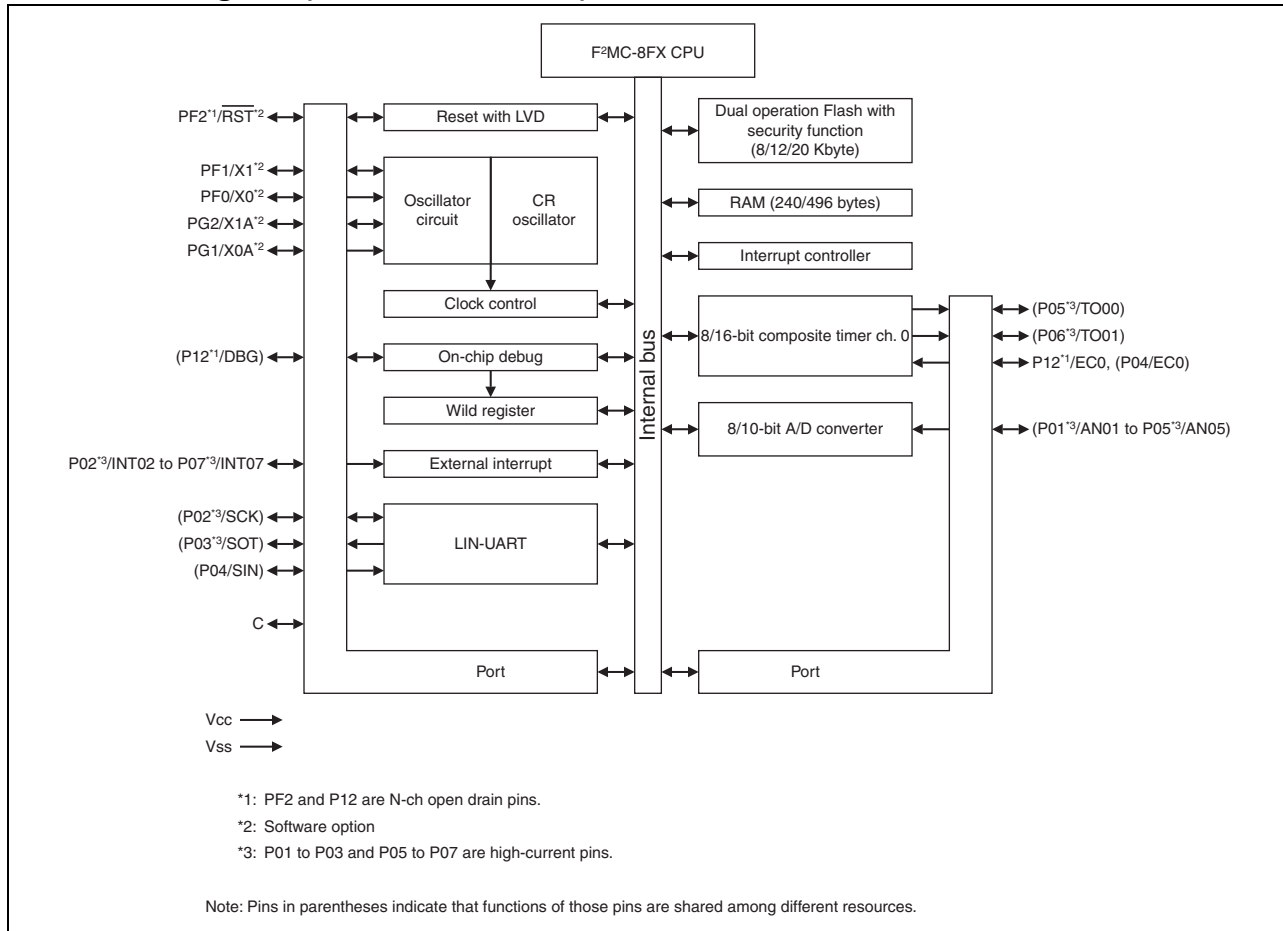 F²MC-8FX CPU
PF2*1/RST*2
Reset with LVD
Dual operation Flash with
security function
(8/12/20 Kbyte)
PF1/X1*2
PF0/X0*2
PG2/X1A*2
PG1/X0A*2
Oscillator
circuit
CR
oscillator
RAM (240/496 bytes)
Interrupt controller
Clock control
(P12*1/DBG)
On-chip debug
Wild register
Internal bus
8/16-bit composite timer ch. 0
(P05*3/TO00)
(P06*3/TO01)
P12*1/EC0, (P04/EC0)
8/10-bit A/D converter
(P01*3/AN01 to P05*3/AN05)
P02*3/INT02 to P07*3/INT07
External interrupt
(P02*3/SCK)
(P03*3/SOT)
(P04/SIN)
LIN-UART
C
Port
Port
Vcc
Vss
*1: PF2 and P12 are N-ch open drain pins.
*2: Software option
*3: P01 to P03 and P05 to P07 are high-current pins.
Note: Pins in parentheses indicate that functions of those pins are shared among different resources.